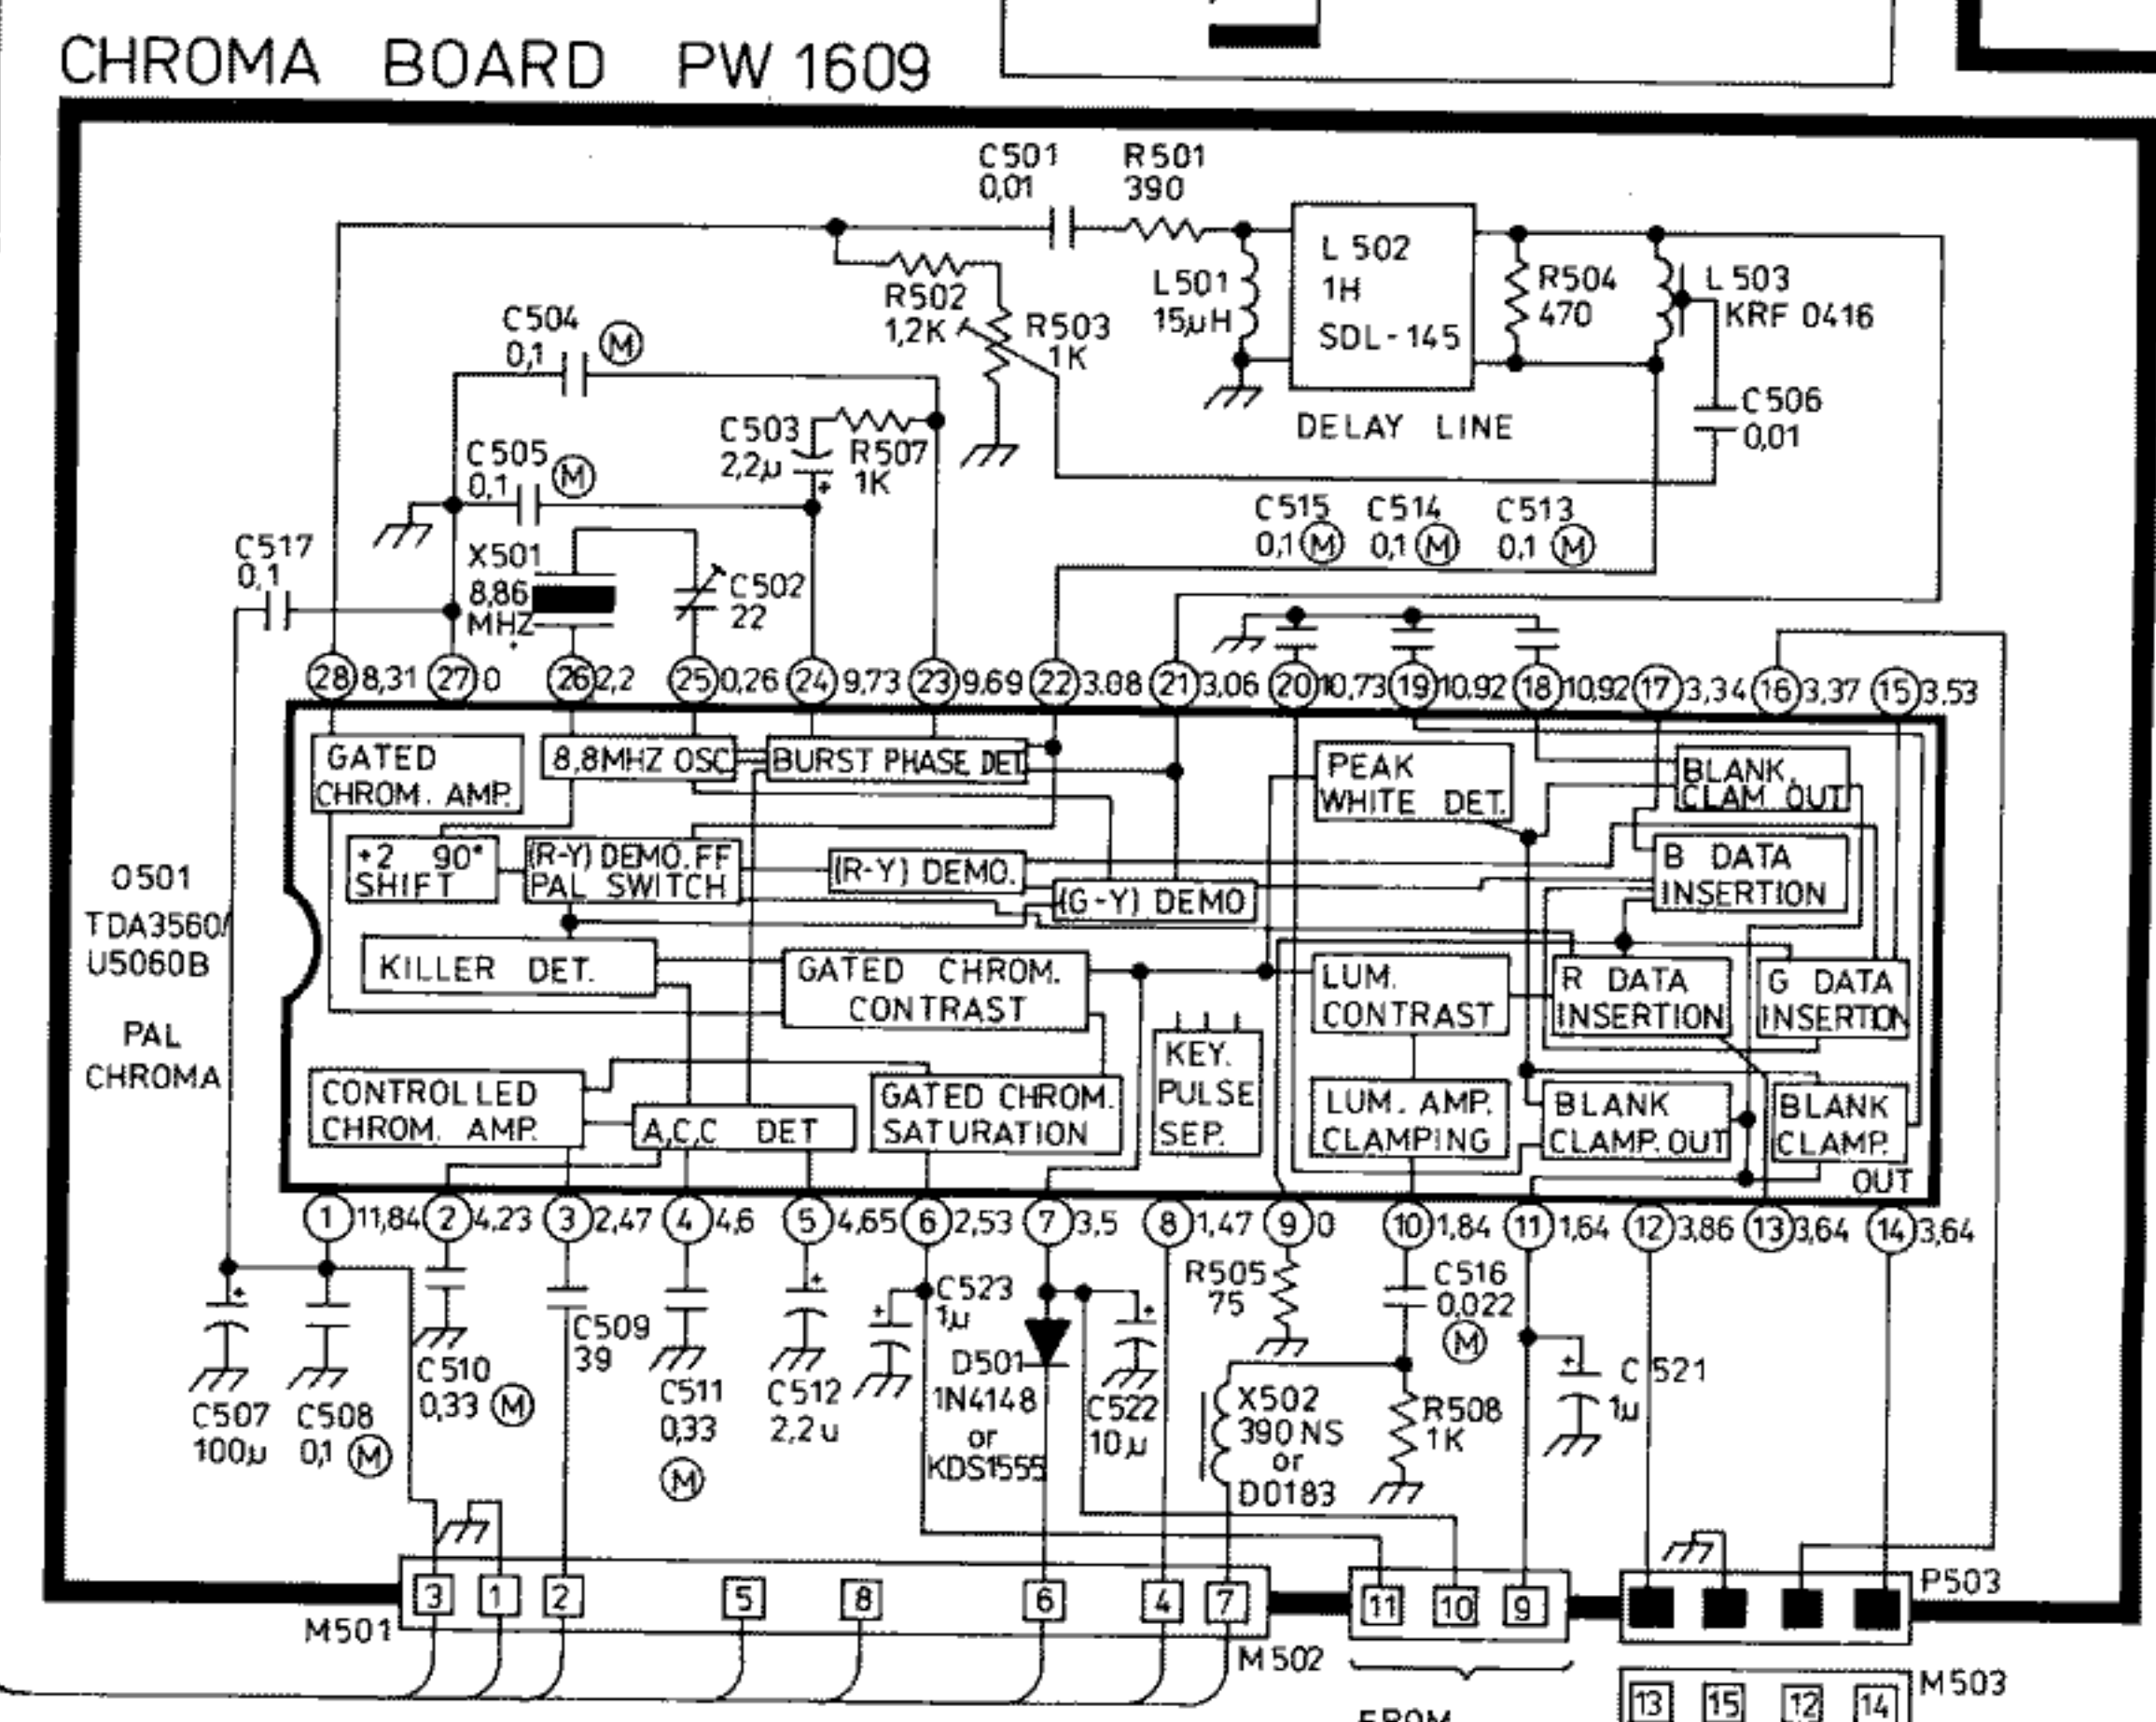 CHROMA BOARD PW 1609
C501
0,01
R501
390
L 502
1H
SDL-145
DELAY LINE
L501
15µH
R504
470
L 503
KRF 0416
C506
0,01
R502
1,2K
R503
1K
C504
0,1 M
C503
2,2µ
+
R507
1K
C505
0,1 M
C517
0,1
X501
8,86
MHZ
C502
22
C515
0,1 M
C514
0,1 M
C513
0,1 M
28 8,31 27 0 26 2,2 25 0,26 24 9,73 23 9,69 22 3.08 21 3,06 20 10,73 19 10.92 18 10,92 17 3,34 16 3,37 15 3.53
GATED
CHROM. AMP.
8,8MHZ OSC
BURST PHASE DET.
PEAK
WHITE DET.
BLANK.
CLAM OUT
+2 90°
SHIFT
(R-Y) DEMO. FF
PAL SWITCH
(R-Y) DEMO.
(G-Y) DEMO
B DATA
INSERTION
O501
TDA3560/
U5060B
PAL
CHROMA
KILLER DET.
GATED CHROM.
CONTRAST
LUM.
CONTRAST
R DATA
INSERTION
G DATA
INSERTON
KEY.
PULSE
SEP.
CONTROLLED
CHROM. AMP.
A,C,C DET
GATED CHROM.
SATURATION
LUM. AMP.
CLAMPING
BLANK
CLAMP. OUT
BLANK
CLAMP.
OUT
1 11,84 2 4,23 3 2,47 4 4,6 5 4,65 6 2,53 7 3,5 8 1,47 9 0 10 1,84 11 1,64 12 3,86 13 3,64 14 3,64
+
C507
100µ
C508
0,1 M
C510
0,33 M
C509
39
C511
0,33
M
+
C512
2,2u
+
C523
1µ
D501
1N4148
or
KDS1555
+
C522
10µ
R505
75
C516
0,022
M
X502
390 NS
or
D0183
R508
1K
+
C521
1µ
3 1 2 5 8 6 4 7 11 10 9
P503
M501
M502
M503
13 15 12 14
FROM